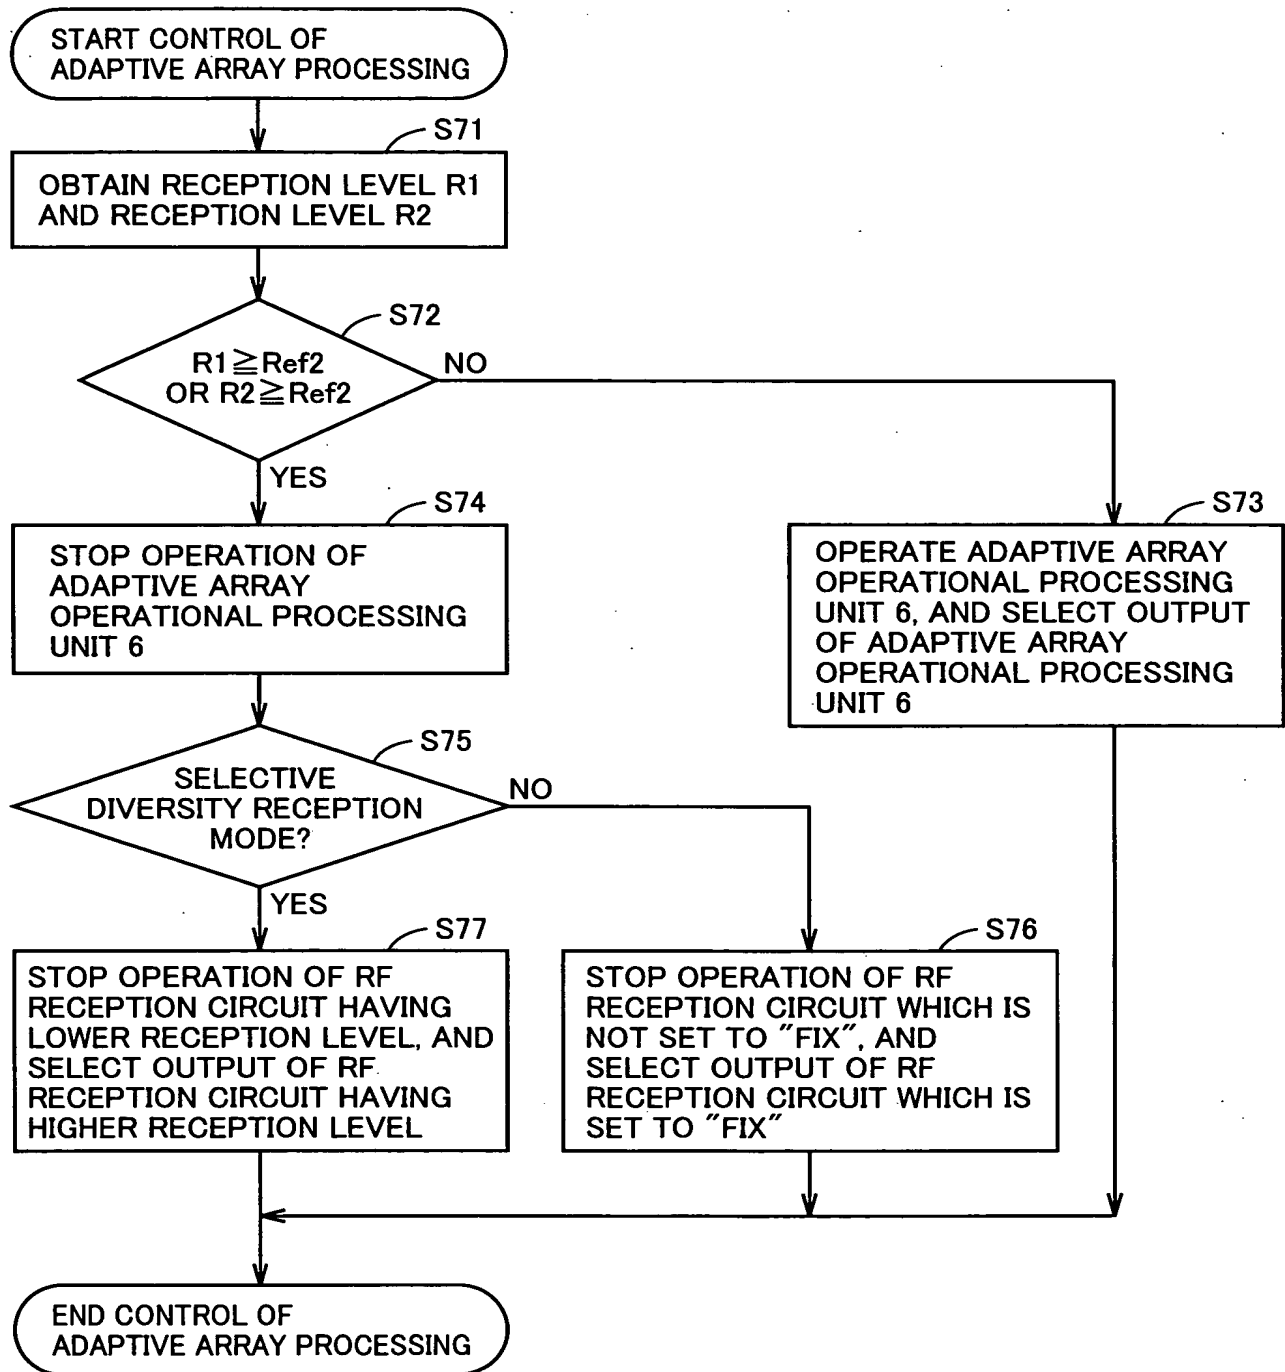 START CONTROL OF
ADAPTIVE ARRAY PROCESSING
S71
OBTAIN RECEPTION LEVEL R1
AND RECEPTION LEVEL R2
S72
R1≧Ref2
OR R2≧Ref2
NO
YES
S74
STOP OPERATION OF
ADAPTIVE ARRAY
OPERATIONAL PROCESSING
UNIT 6
S73
OPERATE ADAPTIVE ARRAY
OPERATIONAL PROCESSING
UNIT 6, AND SELECT OUTPUT
OF ADAPTIVE ARRAY
OPERATIONAL PROCESSING
UNIT 6
S75
SELECTIVE
DIVERSITY RECEPTION
MODE?
NO
YES
S77
STOP OPERATION OF RF
RECEPTION CIRCUIT HAVING
LOWER RECEPTION LEVEL, AND
SELECT OUTPUT OF RF
RECEPTION CIRCUIT HAVING
HIGHER RECEPTION LEVEL
S76
STOP OPERATION OF RF
RECEPTION CIRCUIT WHICH IS
NOT SET TO "FIX", AND
SELECT OUTPUT OF RF
RECEPTION CIRCUIT WHICH IS
SET TO "FIX"
END CONTROL OF
ADAPTIVE ARRAY PROCESSING